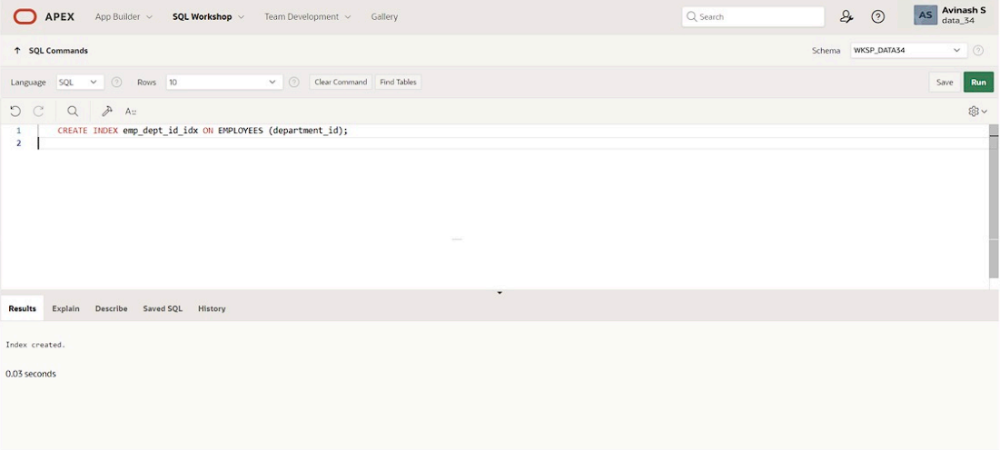 APEX App Builder SQL Workshop Team Development Gallery Search AS Avinash S
data_34
SQL Commands Schema WKSP_DATA34
Language SQL Rows 10 Clear Command Find Tables Save Run
A..
1 CREATE INDEX emp_dept_id_idx ON EMPLOYEES (department_id);
2
Results Explain Describe Saved SQL History
Index created.
0.03 seconds